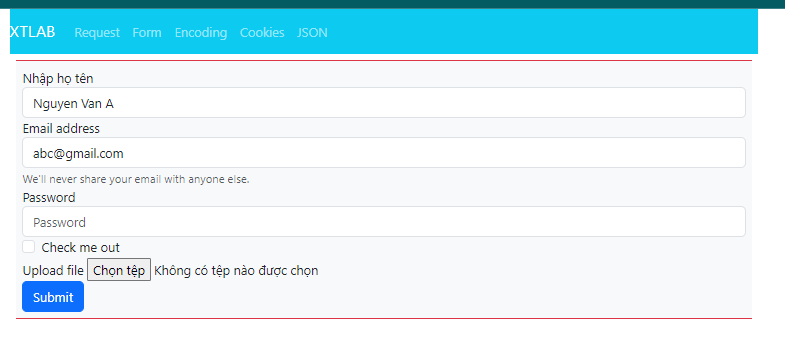 XTLAB Request Form Encoding Cookies JSON
Nhập họ tên
Nguyen Van A
Email address
abc@gmail.com
We'll never share your email with anyone else.
Password
Password
Check me out
Upload file Chọn tệp Không có tệp nào được chọn
Submit